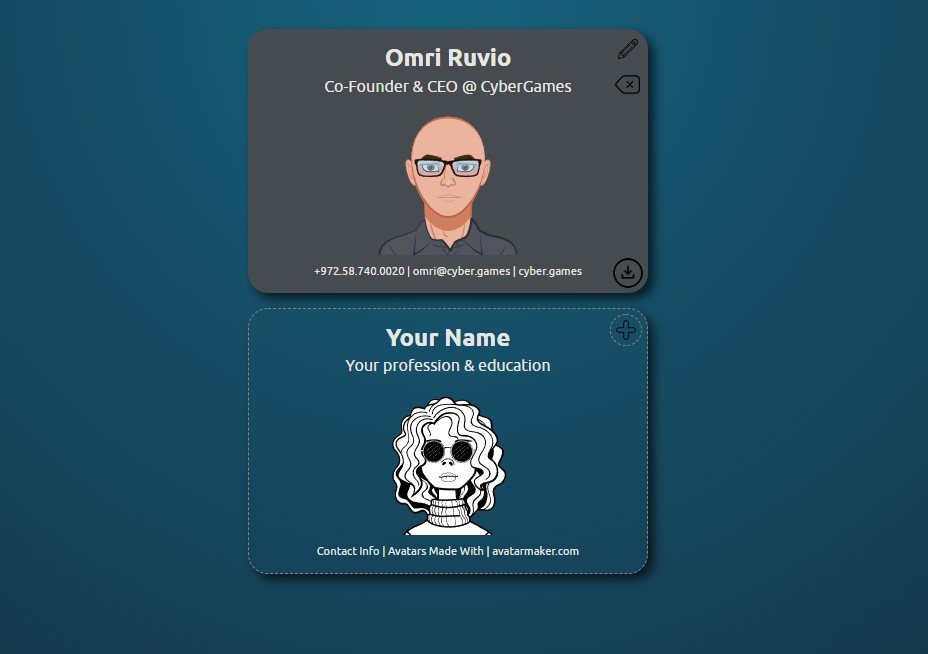 Omri Ruvio
Co-Founder & CEO @ CyberGames
+972.58.740.0020 | omri@cyber.games | cyber.games
Your Name
Your profession & education
Contact Info | Avatars Made With | avatarmaker.com